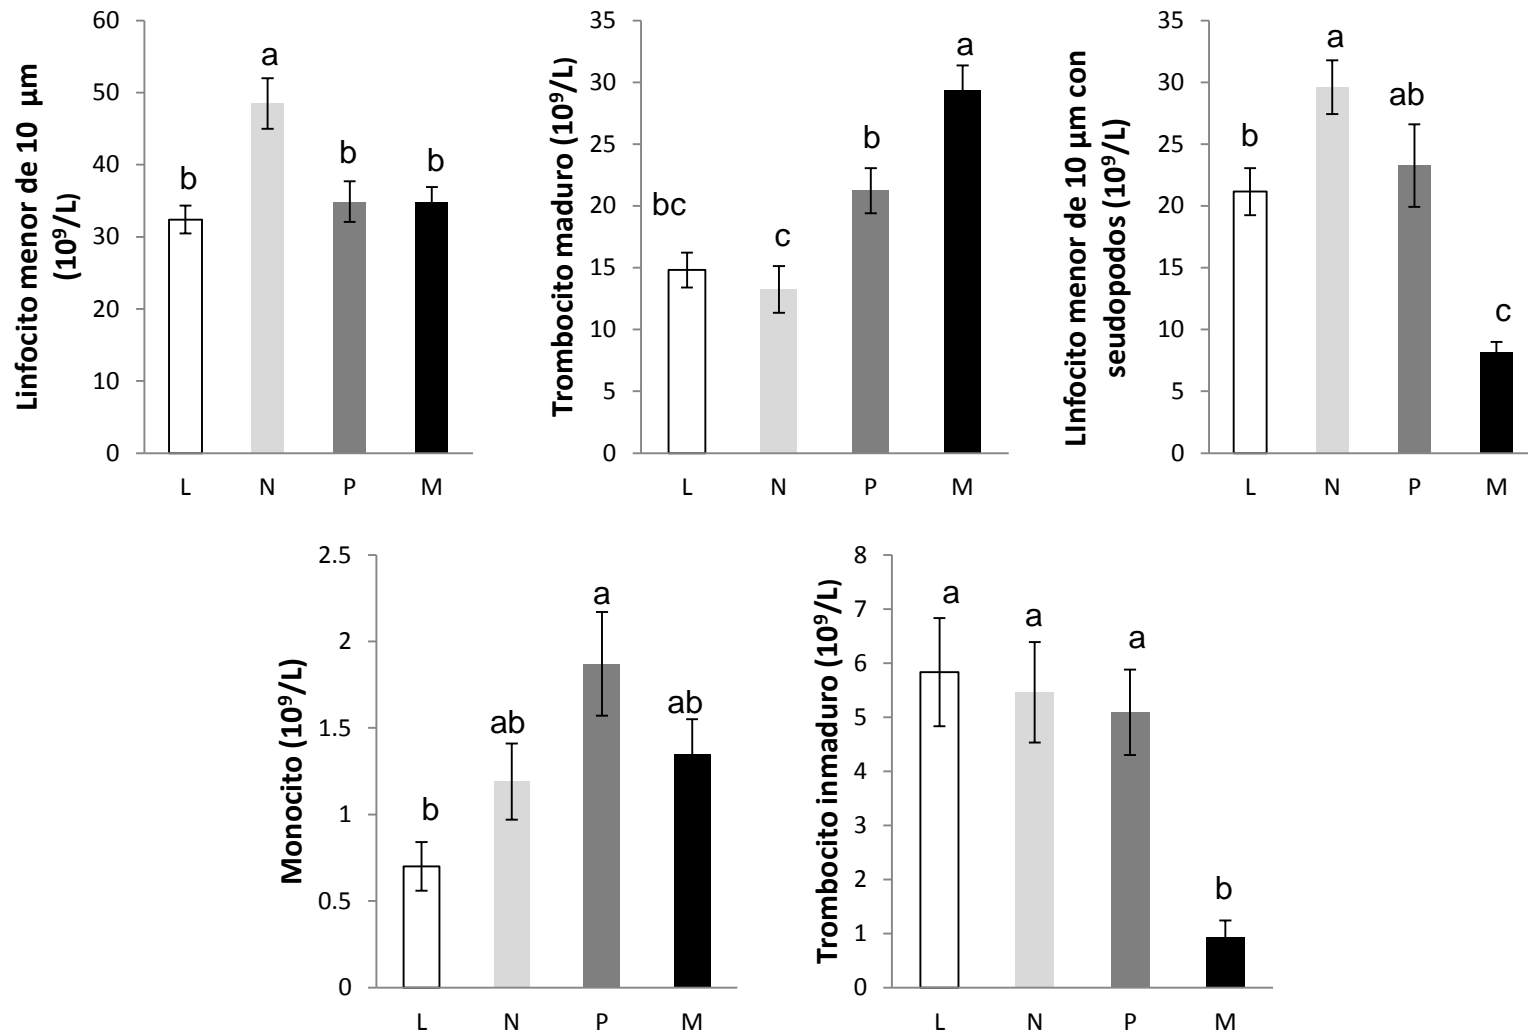 Linfocito menor de 10 µm
(10⁹/L)
60
50
40
30
20
10
0
b
a
b
b
L N P M
Trombocito maduro (10⁹/L)
35
30
25
20
15
10
5
0
bc
c
b
a
L N P M
LInfocito menor de 10 µm con
seudopodos (10⁹/L)
35
30
25
20
15
10
5
0
b
a
ab
c
L N P M
Monocito (10⁹/L)
2.5
2
1.5
1
0.5
0
b
ab
a
ab
L N P M
Trombocito inmaduro (10⁹/L)
8
7
6
5
4
3
2
1
0
a
a
a
b
L N P M